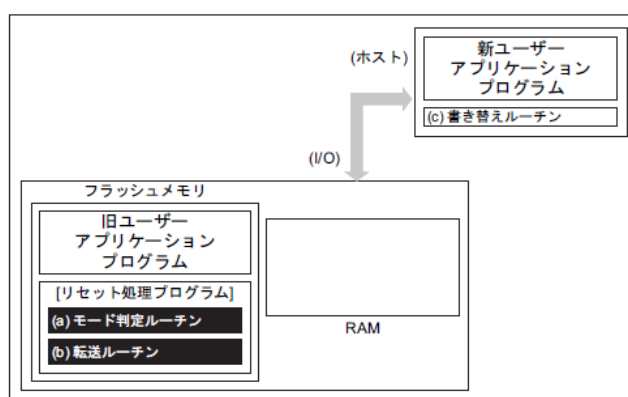 (ホスト)
新ユーザー
アプリケーション
プログラム
(c) 書き替えルーチン
(I/O)
フラッシュメモリ
旧ユーザー
アプリケーション
プログラム
[リセット処理プログラム]
(a) モード判定ルーチン
(b) 転送ルーチン
RAM